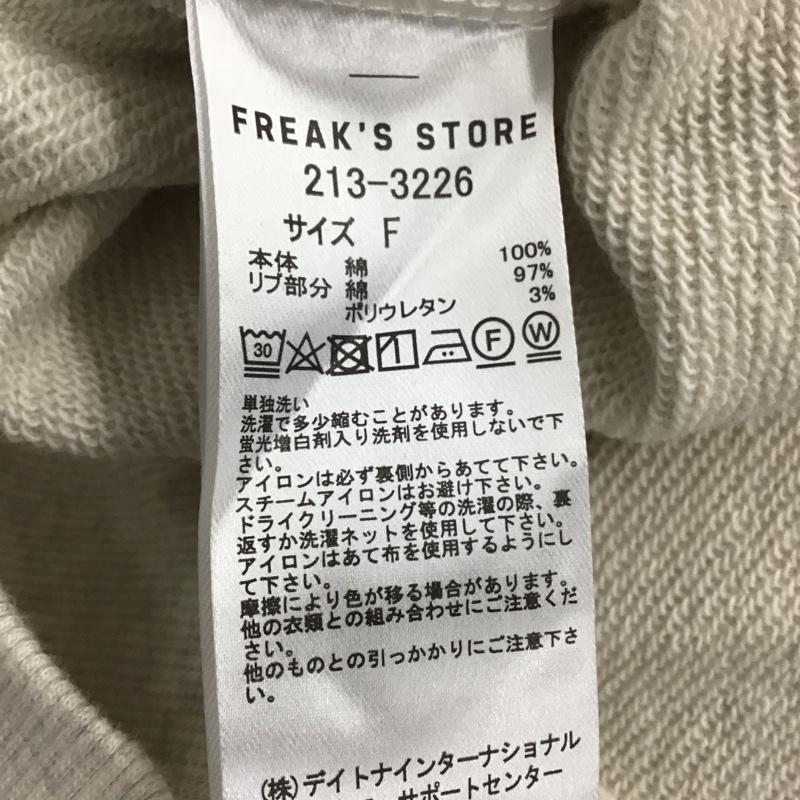 FREAK'S STORE
213-3226
サイズ F
本体 綿 100%
リブ部分 綿 97%
ポリウレタン 3%
30 F W
単独洗い
洗濯で多少縮むことがあります。
蛍光増白剤入り洗剤を使用しないで下
さい。
アイロンは必ず裏側からあてて下さい。
スチームアイロンはお避け下さい。
ドライクリーニング等の洗濯の際、裏
返すか洗濯ネットを使用して下さい。
アイロンはあて布を使用するようにし
て下さい。
摩擦により色が移る場合があります。
他の衣類との組み合わせにご注意くだ
さい。
他のものとの引っかかりにご注意下さ
い。
(株)デイトナインターナショナル
サポートセンター